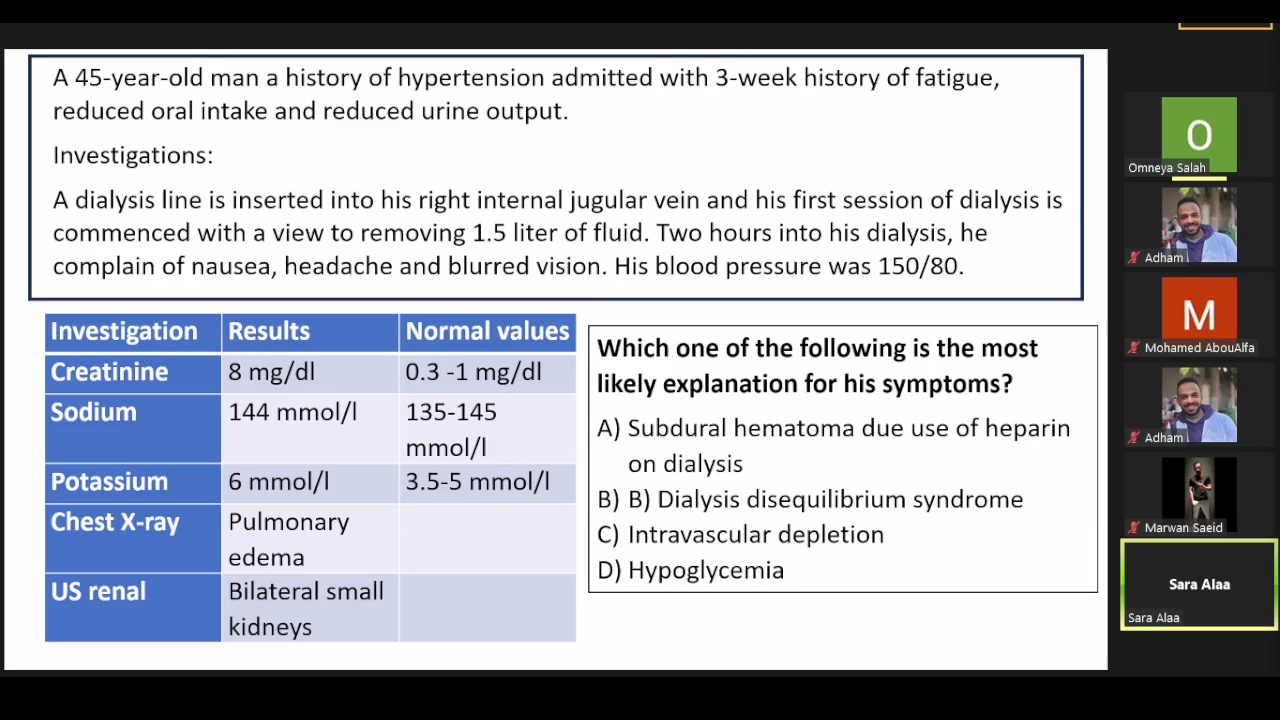 A 45-year-old man a history of hypertension admitted with 3-week history of fatigue,
reduced oral intake and reduced urine output.
Investigations:
A dialysis line is inserted into his right internal jugular vein and his first session of dialysis is
commenced with a view to removing 1.5 liter of fluid. Two hours into his dialysis, he
complain of nausea, headache and blurred vision. His blood pressure was 150/80.
Investigation Results Normal values
Creatinine 8 mg/dl 0.3 -1 mg/dl
Sodium 144 mmol/l 135-145
mmol/l
Potassium 6 mmol/l 3.5-5 mmol/l
Chest X-ray Pulmonary
edema
US renal Bilateral small
kidneys
Which one of the following is the most
likely explanation for his symptoms?
A) Subdural hematoma due use of heparin
on dialysis
B) B) Dialysis disequilibrium syndrome
C) Intravascular depletion
D) Hypoglycemia
O
Omneya Salah
Adham
M
Mohamed AbouAlfa
Adham
Marwan Saeid
Sara Alaa
Sara Alaa